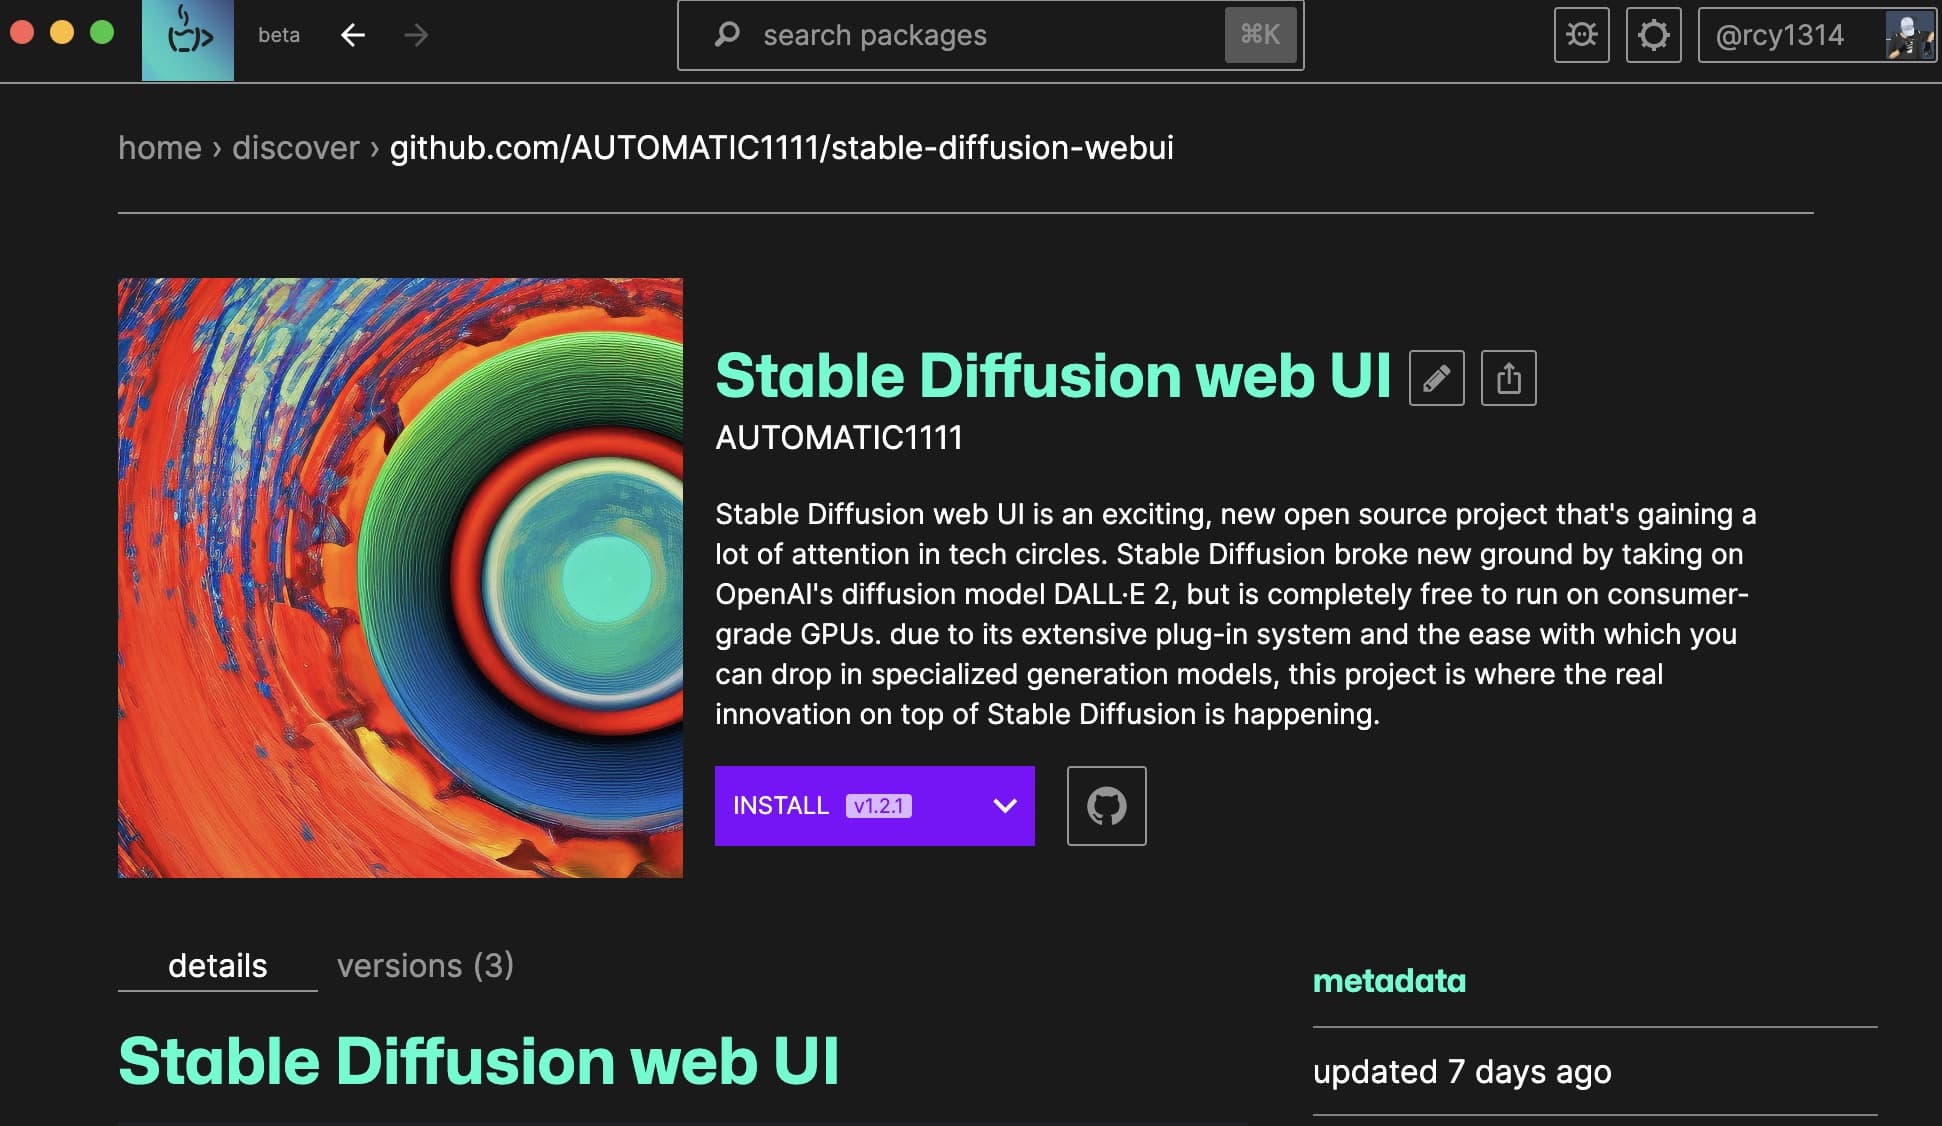 beta
search packages
⌘K
@rcy1314
home › discover › github.com/AUTOMATIC1111/stable-diffusion-webui
Stable Diffusion web UI
AUTOMATIC1111
Stable Diffusion web UI is an exciting, new open source project that's gaining a
lot of attention in tech circles. Stable Diffusion broke new ground by taking on
OpenAI's diffusion model DALL·E 2, but is completely free to run on consumer-
grade GPUs. due to its extensive plug-in system and the ease with which you
can drop in specialized generation models, this project is where the real
innovation on top of Stable Diffusion is happening.
INSTALL v1.2.1
details versions (3)
metadata
Stable Diffusion web UI
updated 7 days ago